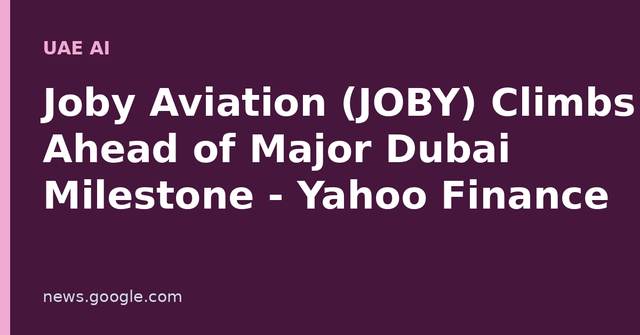 UAE AI
Joby Aviation (JOBY) Climbs
Ahead of Major Dubai
Milestone - Yahoo Finance
news.google.com